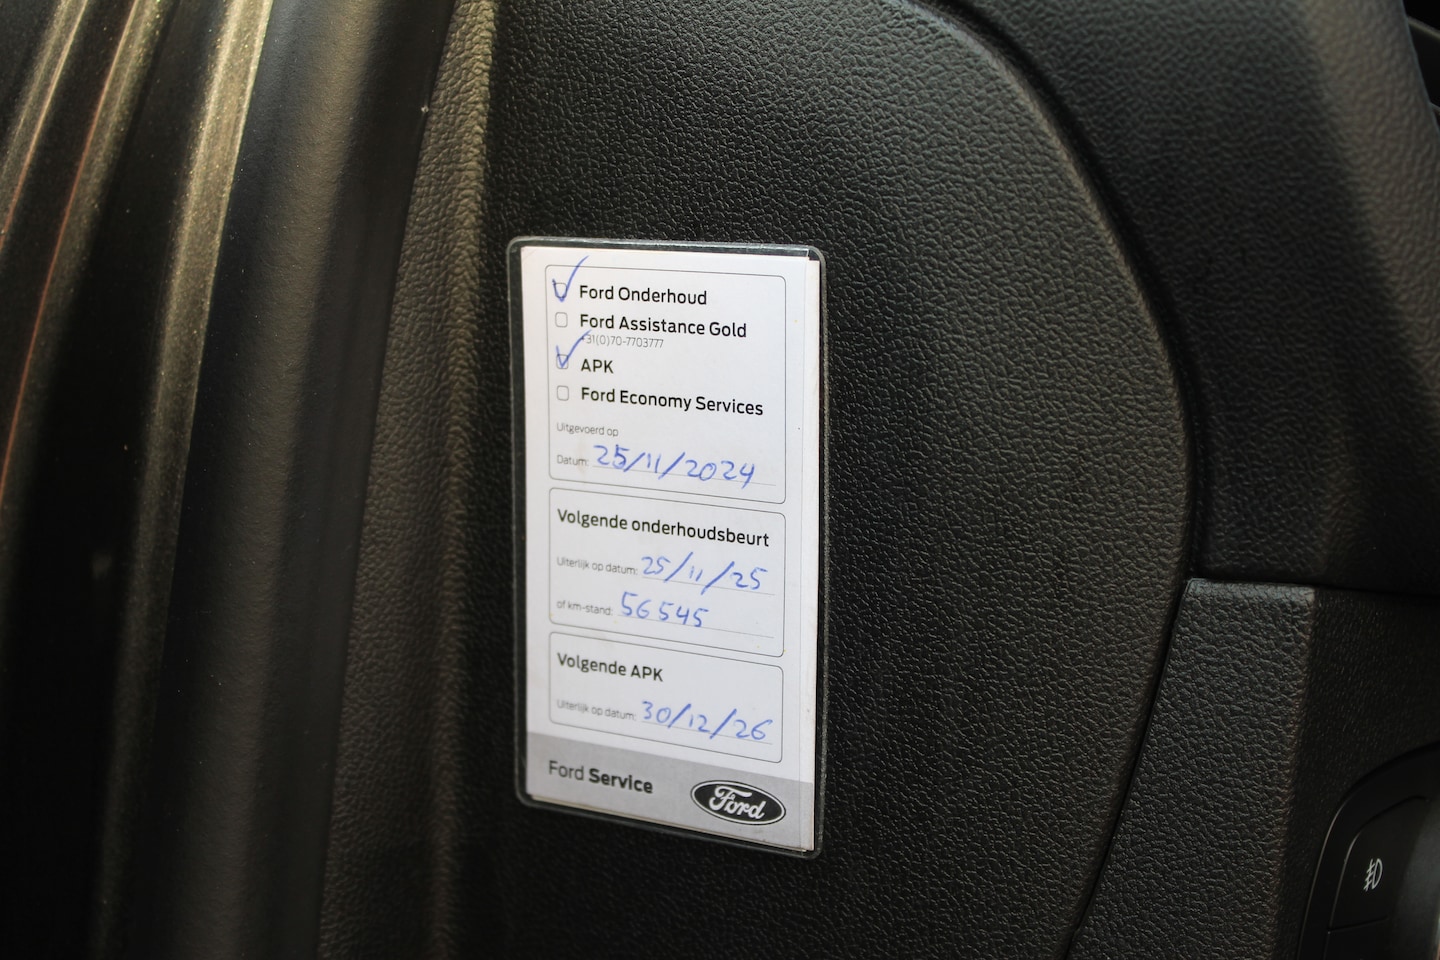 Ford Onderhoud
Ford Assistance Gold
+31(0)70-7703777
APK
Ford Economy Services
Uitgevoerd op
Datum: 25/11/2024
Volgende onderhoudsbeurt
Uiterlijk op datum: 25/11/25
of km-stand: 56545
Volgende APK
Uiterlijk op datum: 30/12/26
Ford Service
Ford